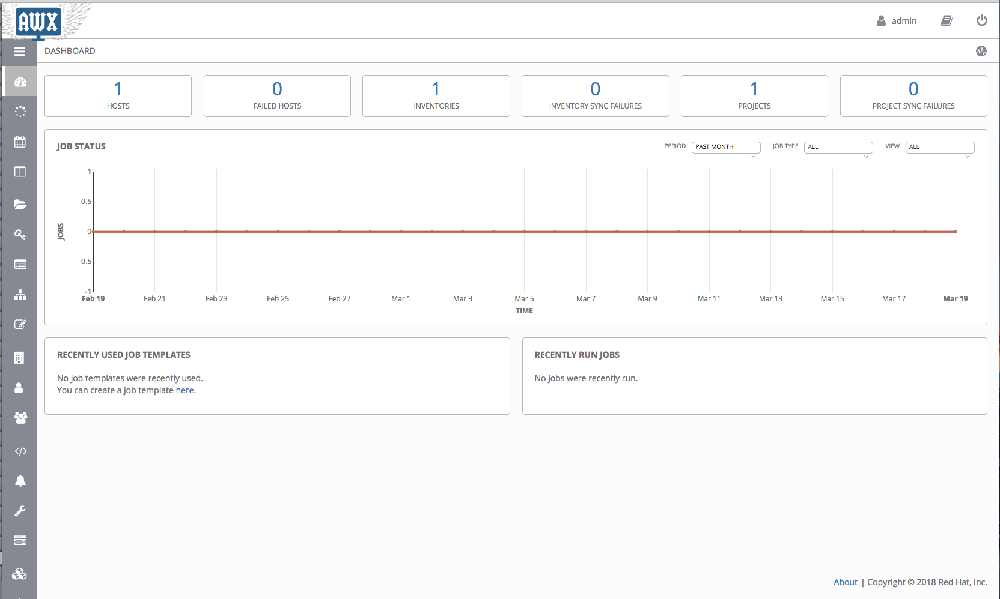 AWX
admin
DASHBOARD
1
HOSTS
0
FAILED HOSTS
1
INVENTORIES
0
INVENTORY SYNC FAILURES
1
PROJECTS
0
PROJECT SYNC FAILURES
JOB STATUS
PERIOD PAST MONTH JOB TYPE ALL VIEW ALL
1
0.5
0
-0.5
-1
JOBS
Feb 19 Feb 21 Feb 23 Feb 25 Feb 27 Mar 1 Mar 3 Mar 5 Mar 7 Mar 9 Mar 11 Mar 13 Mar 15 Mar 17 Mar 19
TIME
RECENTLY USED JOB TEMPLATES
No job templates were recently used.
You can create a job template here.
RECENTLY RUN JOBS
No jobs were recently run.
About | Copyright © 2018 Red Hat, Inc.